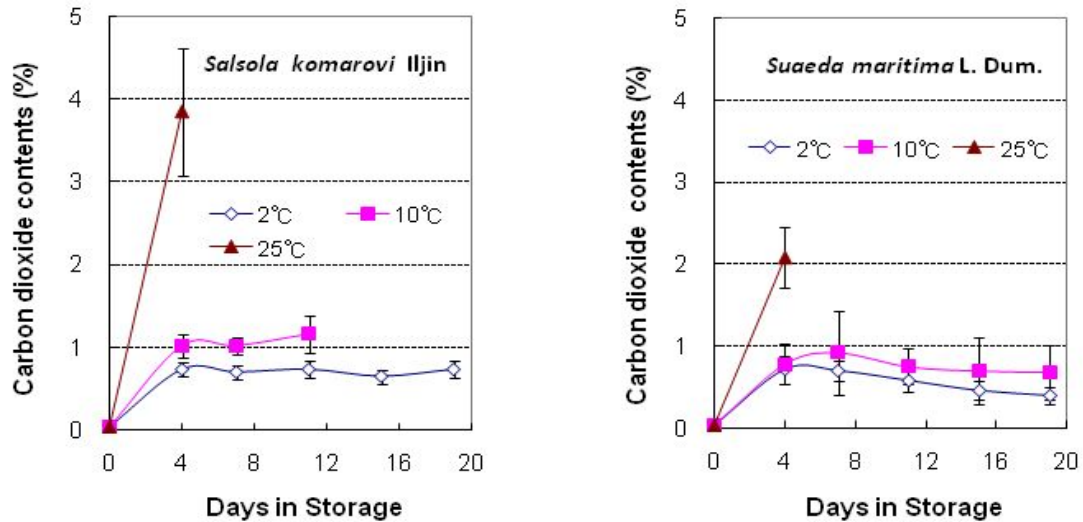 Carbon dioxide contents (%)
5
4
3
2
1
0
Salsola komarovi Iljin
2℃ 10℃
25℃
0 4 8 12 16 20
Days in Storage
Carbon dioxide contents (%)
5
4
3
2
1
0
Suaeda maritima L. Dum.
2℃ 10℃ 25℃
0 4 8 12 16 20
Days in Storage